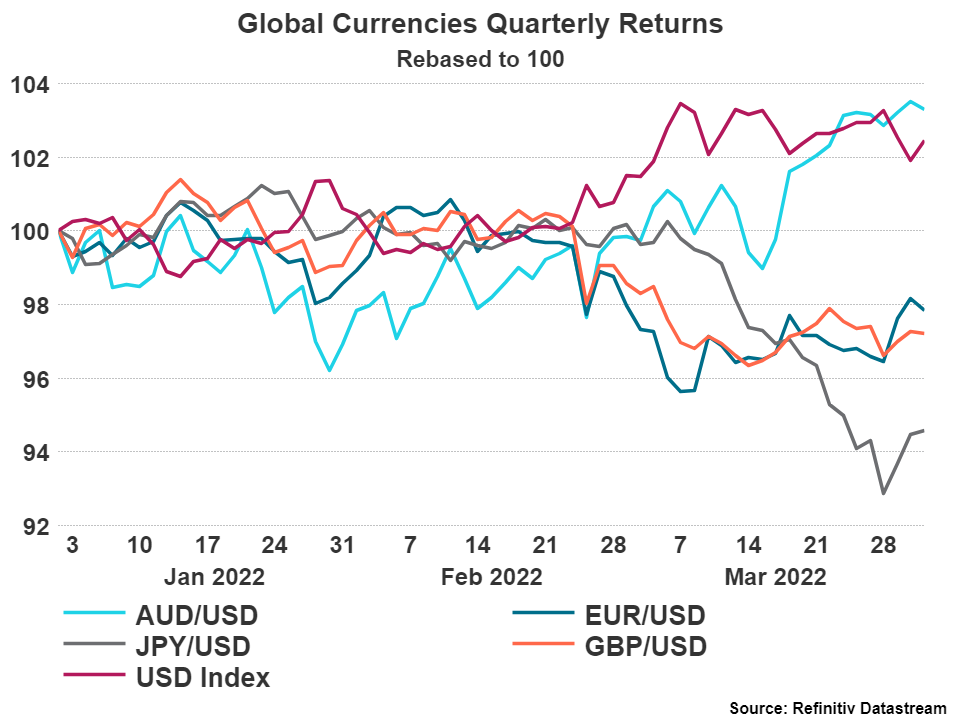 Global Currencies Quarterly Returns
Rebased to 100
104
102
100
98
96
94
92
3 10 17 24 31 7 14 21 28 7 14 21 28
Jan 2022 Feb 2022 Mar 2022
AUD/USD EUR/USD
JPY/USD GBP/USD
USD Index
Source: Refinitiv Datastream